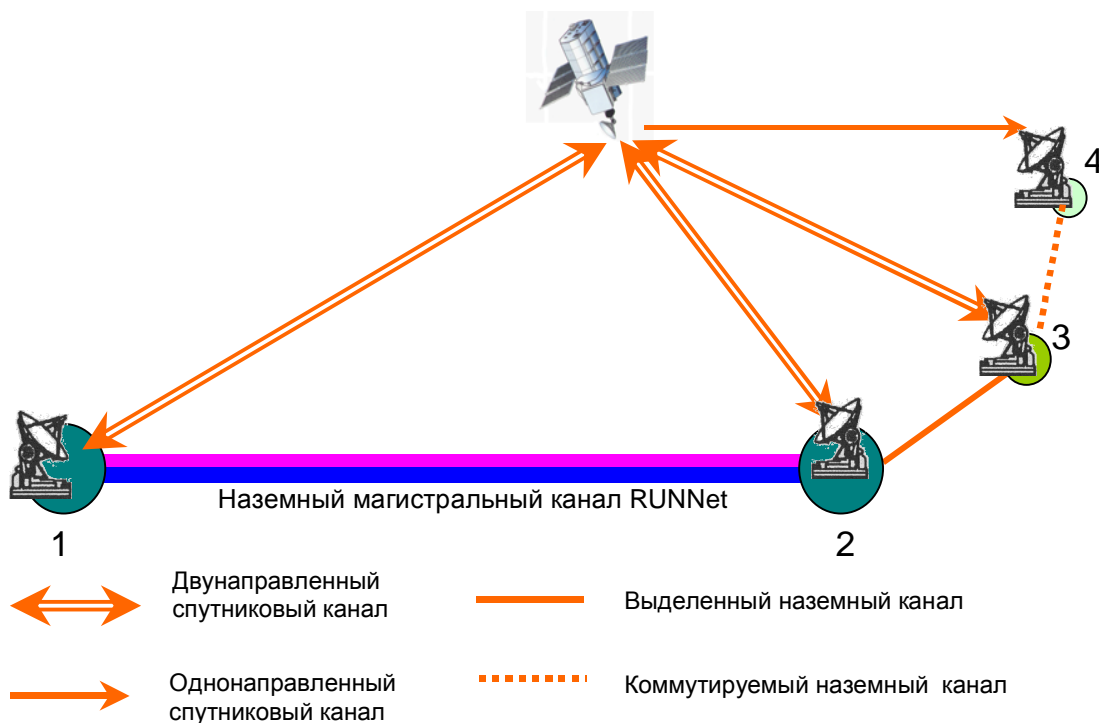 4
3
Наземный магистральный канал RUNNet
1
2
Двунаправленный
спутниковый канал
Выделенный наземный канал
Однонаправленный
спутниковый канал
Коммутируемый наземный канал